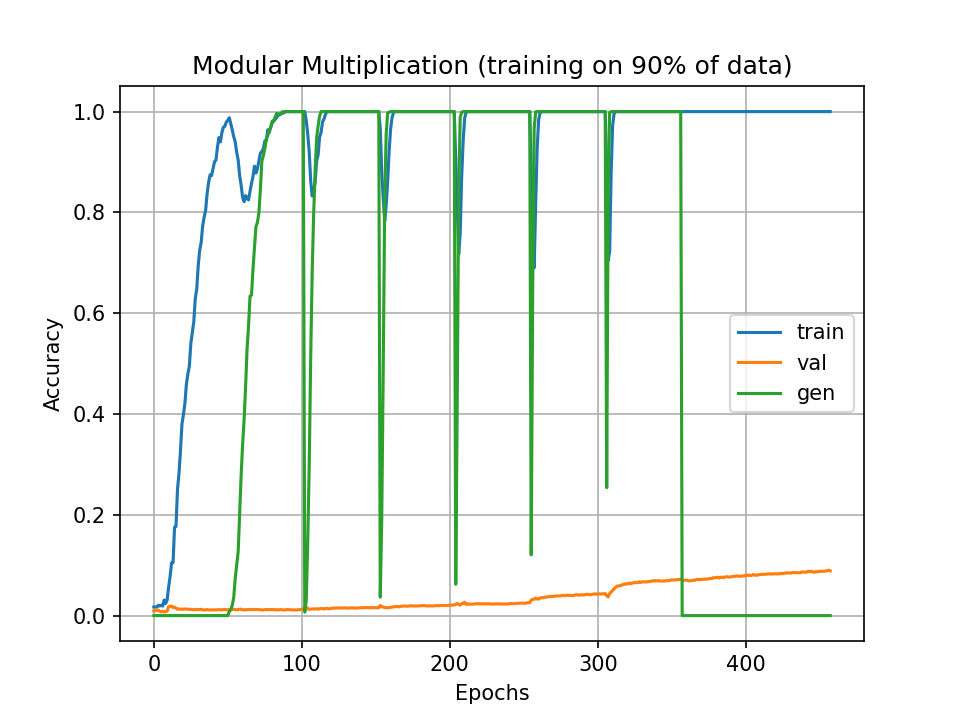 Modular Multiplication (training on 90% of data)
1.0
0.8
0.6
0.4
0.2
0.0
Accuracy
train
val
gen
0 100 200 300 400
Epochs